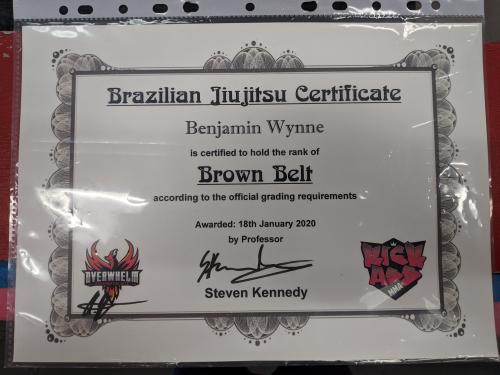 Brazilian Jiujitsu Certificate
Benjamin Wynne
is certified to hold the rank of
Brown Belt
according to the official grading requirements
Awarded: 18th January 2020
by Professor
Steven Kennedy
OVERWHELM
KICK
ASS